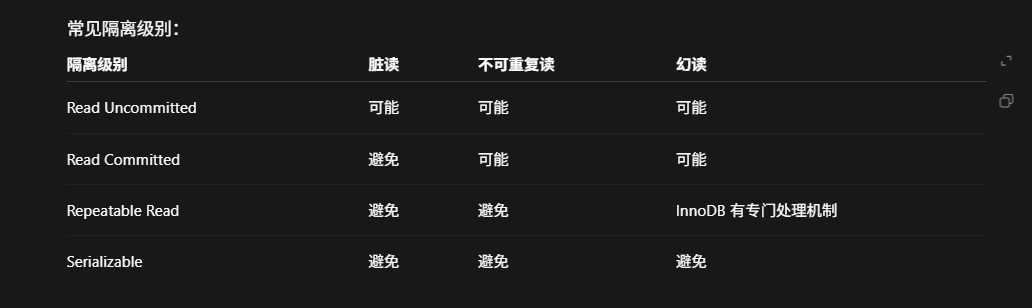 常见隔离级别：
隔离级别 脏读 不可重复读 幻读
Read Uncommitted 可能 可能 可能
Read Committed 避免 可能 可能
Repeatable Read 避免 避免 InnoDB 有专门处理机制
Serializable 避免 避免 避免